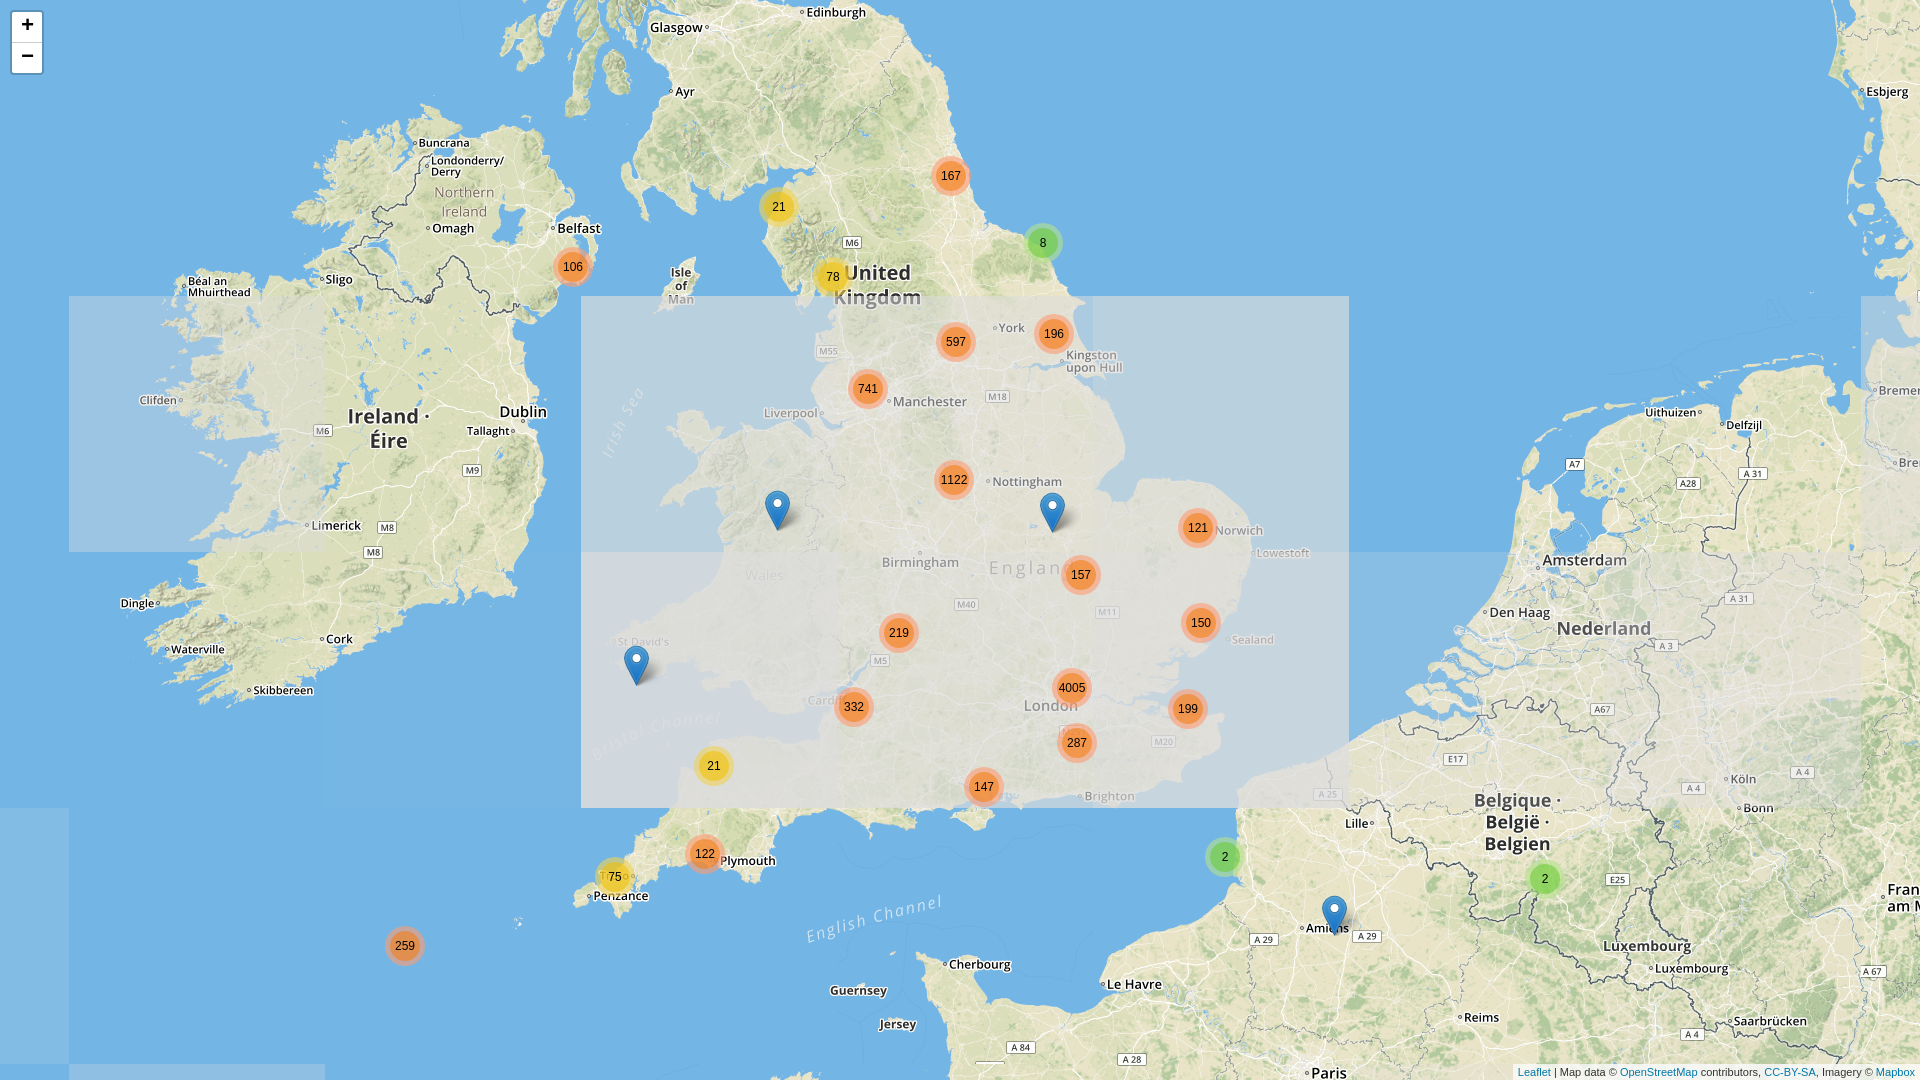 +
−
Edinburgh
Glasgow
Ayr
Esbjerg
Buncrana
Londonderry/
Derry
Northern
Ireland
Omagh
Belfast
167
21
M6
8
106
78
United
Kingdom
Isle
of
Man
Béal an
Mhuirthead
Sligo
York
196
597
M55
Kingston
upon Hull
741
Manchester
M18
Liverpool
Irish Sea
Clifden
Ireland ·
Éire
M6
Dublin
Tallaght
M9
Uithuizen
Delfzijl
A7
A 31
A28
1122
Nottingham
121
Norwich
Lowestoft
Limerick
M8
M8
Birmingham
England
157
Wales
M40
M11
Amsterdam
Dingle
Den Haag
A 31
Nederland
A 3
150
Sealand
219
St David's
M5
Cork
Waterville
Skibbereen
4005
London
199
332
287
M20
A67
Bristol Channel
21
147
Brighton
A 25
E17
Köln
A 4
A 4
Bonn
Belgique ·
België ·
Belgien
Lille
122
Plymouth
75
Penzance
2
2
E25
259
English Channel
Amiens
A 29
A 29
Luxembourg
Luxembourg
A 67
Cherbourg
Guernsey
Le Havre
Jersey
Reims
Saarbrücken
A 4
A 84
A 28
Paris
Leaflet | Map data © OpenStreetMap contributors, CC-BY-SA, Imagery © Mapbox